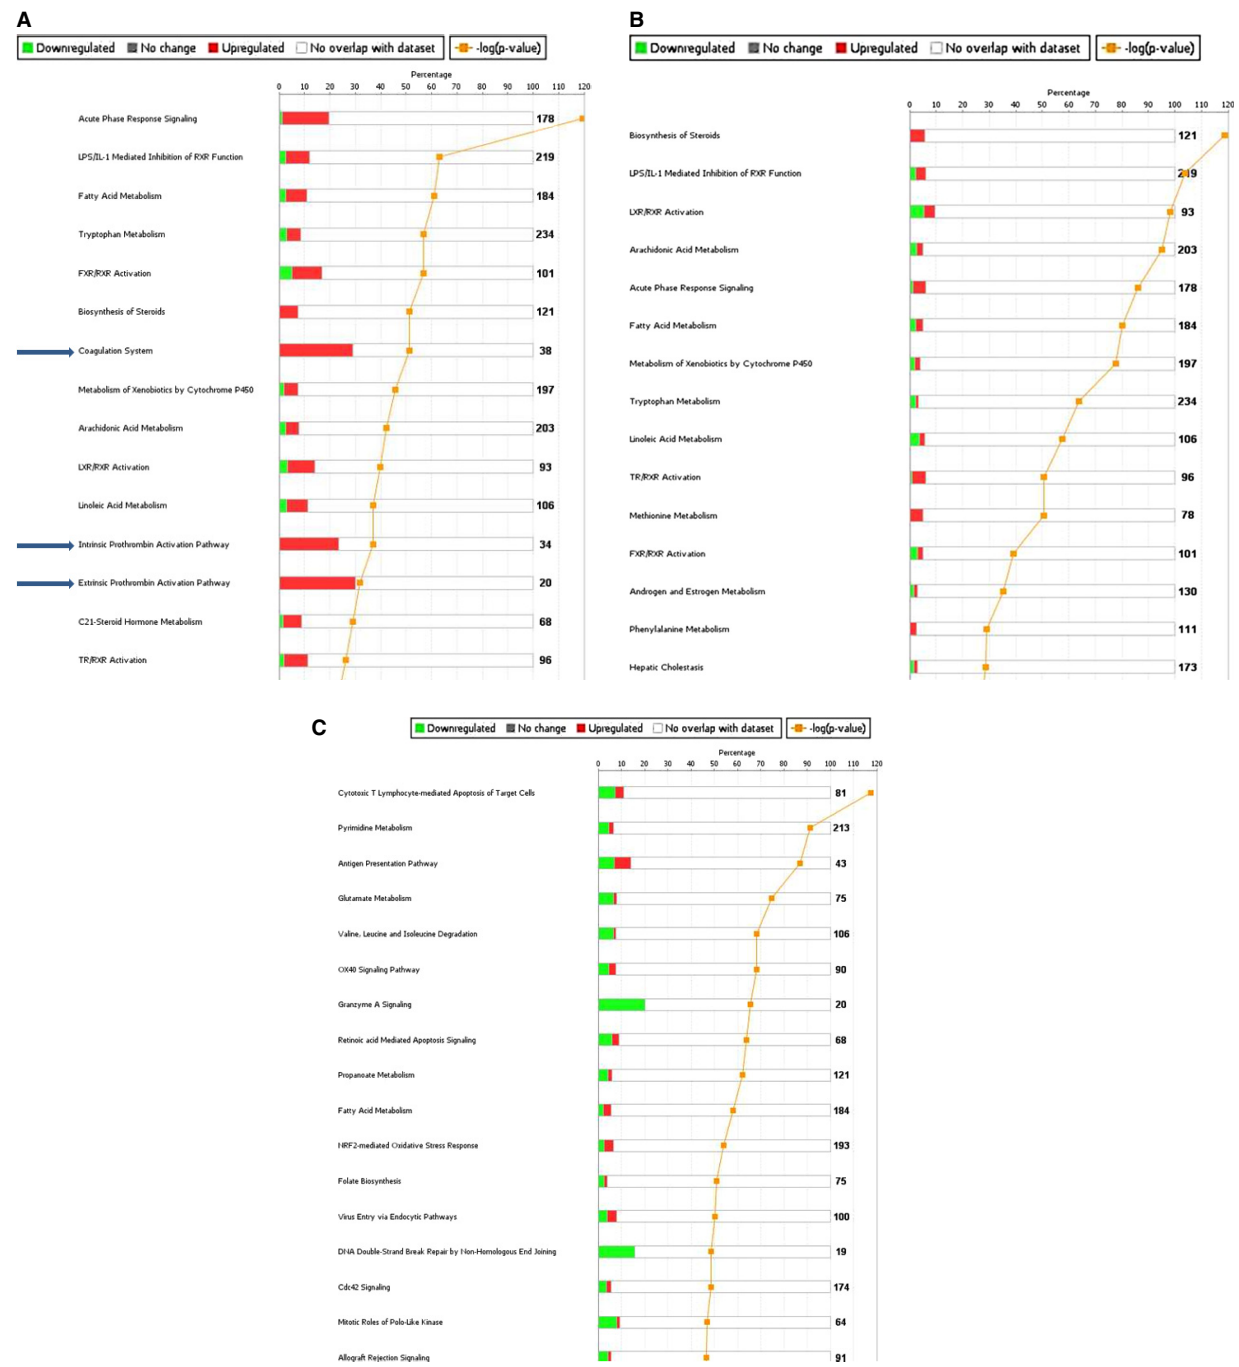 A
Downregulated No change Upregulated No overlap with dataset -log(p-value)
Percentage
0 10 20 30 40 50 60 70 80 90 100 110 120
Acute Phase Response Signaling 178
LPS/IL-1 Mediated Inhibition of RXR Function 219
Fatty Acid Metabolism 184
Tryptophan Metabolism 234
FXR/RXR Activation 101
Biosynthesis of Steroids 121
Coagulation System 38
Metabolism of Xenobiotics by Cytochrome P450 197
Arachidonic Acid Metabolism 203
LXR/RXR Activation 93
Linoleic Acid Metabolism 106
Intrinsic Prothrombin Activation Pathway 34
Extrinsic Prothrombin Activation Pathway 20
C21-Steroid Hormone Metabolism 68
TR/RXR Activation 96
B
Downregulated No change Upregulated No overlap with dataset -log(p-value)
Percentage
0 10 20 30 40 50 60 70 80 90 100 110 120
Biosynthesis of Steroids 121
LPS/IL-1 Mediated Inhibition of RXR Function 219
LXR/RXR Activation 93
Arachidonic Acid Metabolism 203
Acute Phase Response Signaling 178
Fatty Acid Metabolism 184
Metabolism of Xenobiotics by Cytochrome P450 197
Tryptophan Metabolism 234
Linoleic Acid Metabolism 106
TR/RXR Activation 96
Methionine Metabolism 78
FXR/RXR Activation 101
Androgen and Estrogen Metabolism 130
Phenylalanine Metabolism 111
Hepatic Cholestasis 173
C
Downregulated No change Upregulated No overlap with dataset -log(p-value)
Percentage
0 10 20 30 40 50 60 70 80 90 100 110 120
Cytotoxic T Lymphocyte-mediated Apoptosis of Target Cells 81
Pyrimidine Metabolism 213
Antigen Presentation Pathway 43
Glutamate Metabolism 75
Valine, Leucine and Isoleucine Degradation 106
OX40 Signaling Pathway 90
Granzyme A Signaling 20
Retinoic acid Mediated Apoptosis Signaling 68
Propanoate Metabolism 121
Fatty Acid Metabolism 184
NRF2-mediated Oxidative Stress Response 193
Folate Biosynthesis 75
Virus Entry via Endocytic Pathways 100
DNA Double-Strand Break Repair by Non-Homologous End Joining 19
Cdc42 Signaling 174
Mitotic Roles of Polo-Like Kinase 64
Allograft Rejection Signaling 91